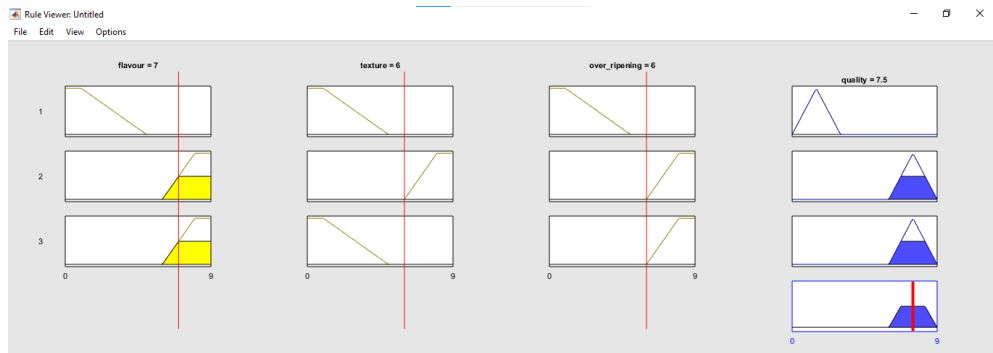 Rule Viewer: Untitled
File Edit View Options
flavour = 7 texture = 6 over_ripening = 6 quality = 7.5
1
2
3
0 9 0 9 0 9
0 9